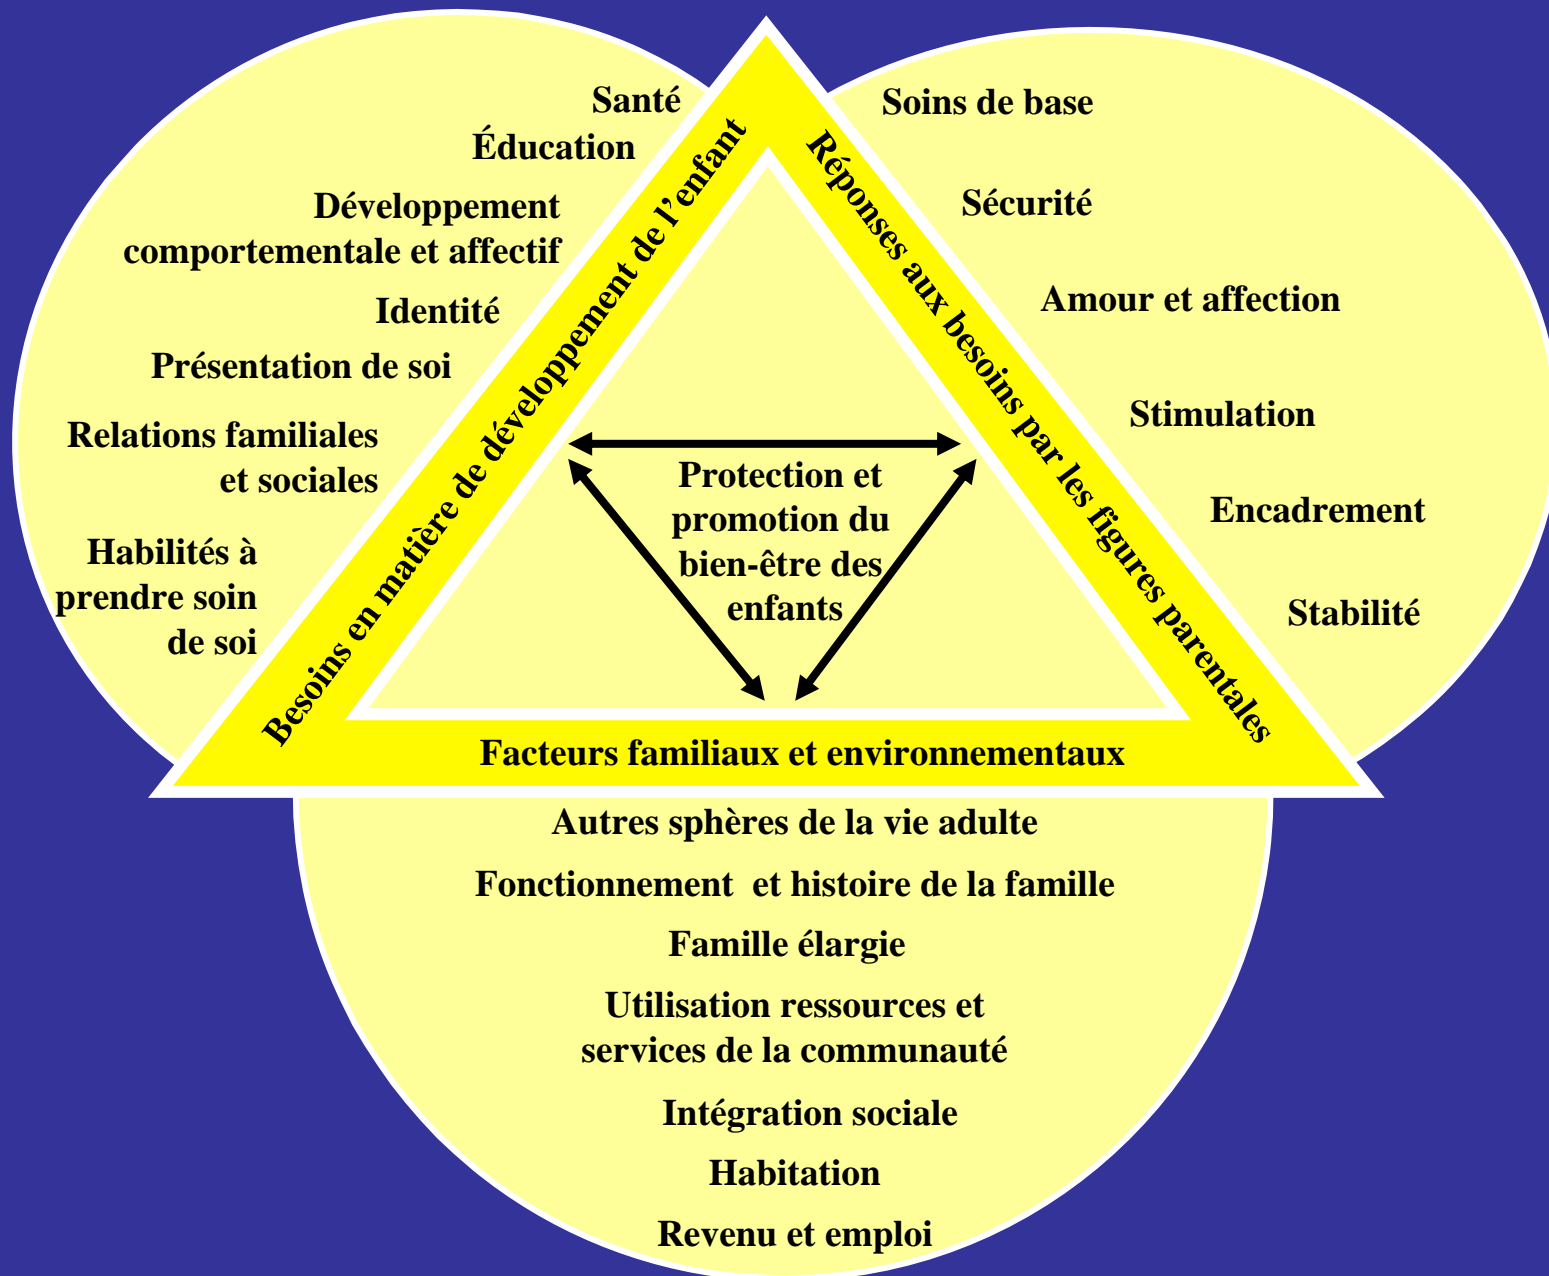 Santé
Éducation
Développement
comportementale et affectif
Identité
Présentation de soi
Relations familiales
et sociales
Habilités à
prendre soin
de soi
Besoins en matière de développement de l'enfant
Réponses aux besoins par les figures parentales
Soins de base
Sécurité
Amour et affection
Stimulation
Encadrement
Stabilité
Protection et
promotion du
bien-être des
enfants
Facteurs familiaux et environnementaux
Autres sphères de la vie adulte
Fonctionnement et histoire de la famille
Famille élargie
Utilisation ressources et
services de la communauté
Intégration sociale
Habitation
Revenu et emploi